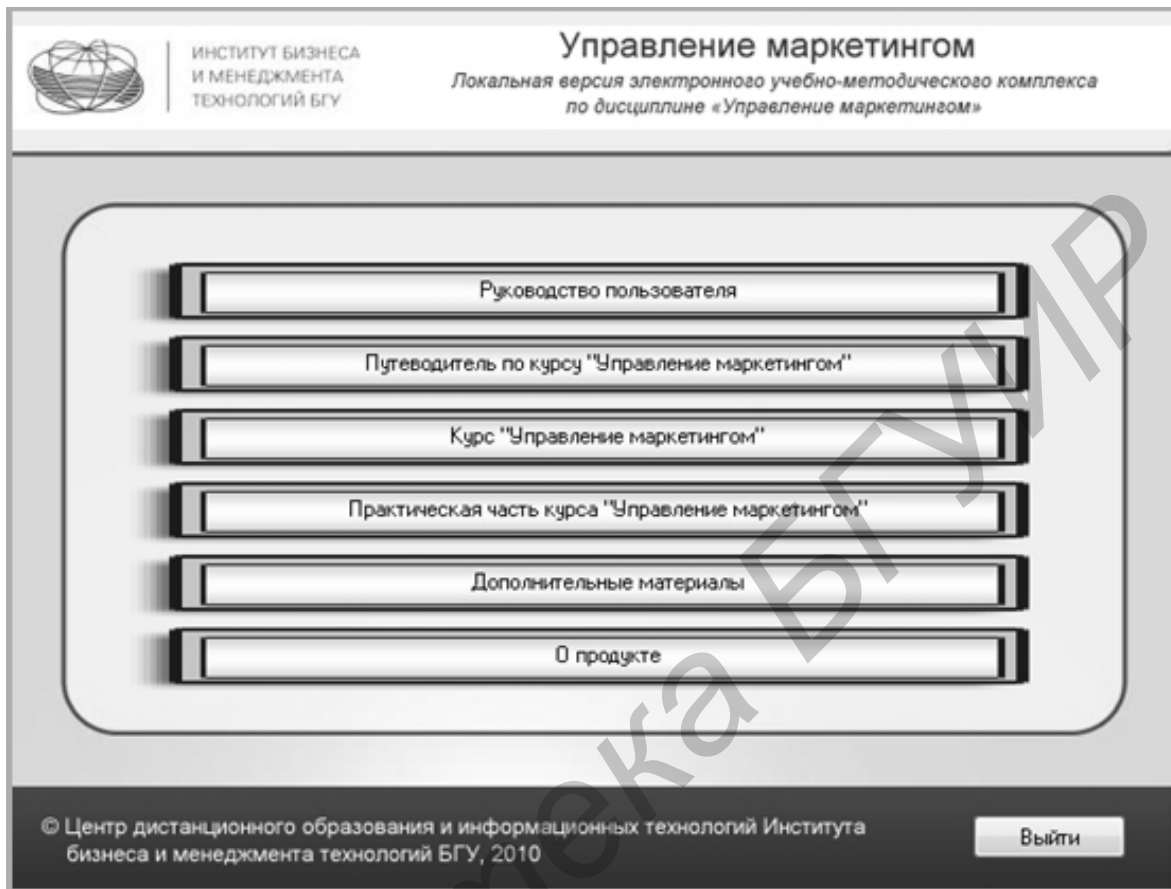 ИНСТИТУТ БИЗНЕСА
И МЕНЕДЖМЕНТА
ТЕХНОЛОГИЙ БГУ
Управление маркетингом
Локальная версия электронного учебно-методического комплекса
по дисциплине «Управление маркетингом»
Руководство пользователя
Путеводитель по курсу "Управление маркетингом"
Курс "Управление маркетингом"
Практическая часть курса "Управление маркетингом"
Дополнительные материалы
О продукте
© Центр дистанционного образования и информационных технологий Института
бизнеса и менеджмента технологий БГУ, 2010
Выйти
БГУИР